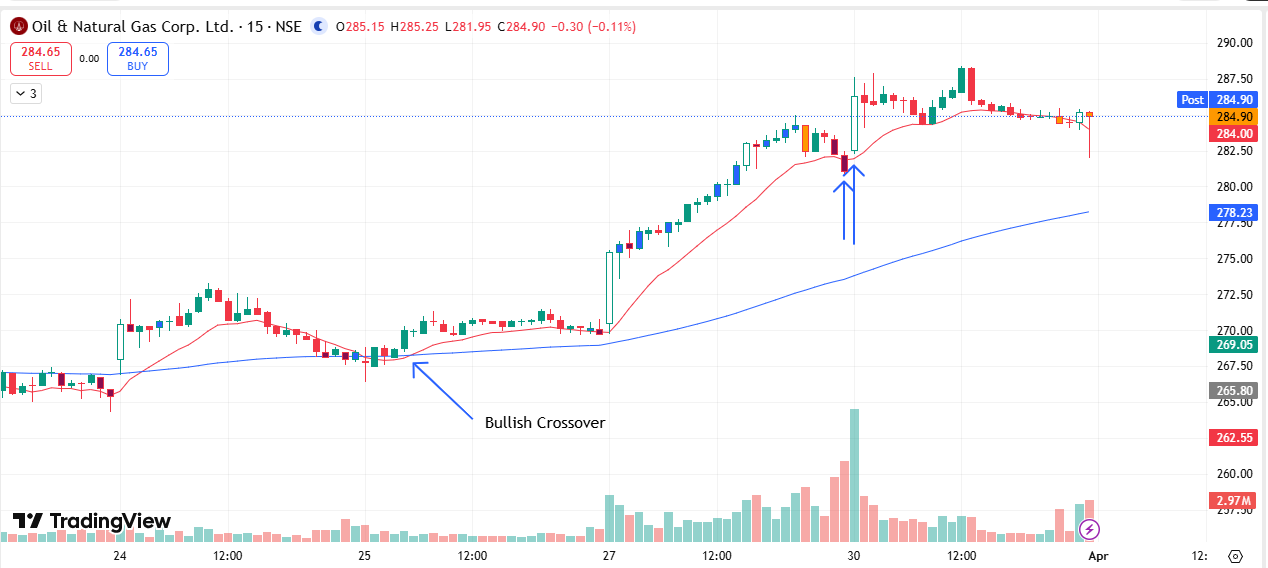 Oil & Natural Gas Corp. Ltd. · 15 · NSE O285.15 H285.25 L281.95 C284.90 −0.30 (−0.11%)
284.65 SELL
0.00
284.65 BUY
3
290.00
287.50
Post 284.90
284.90
284.00
282.50
280.00
278.23
277.50
275.00
272.50
270.00
269.05
267.50
265.80
265.00
262.55
260.00
2.97M
257.50
Bullish Crossover
TradingView
24 12:00 25 12:00 27 12:00 30 12:00 Apr 12: